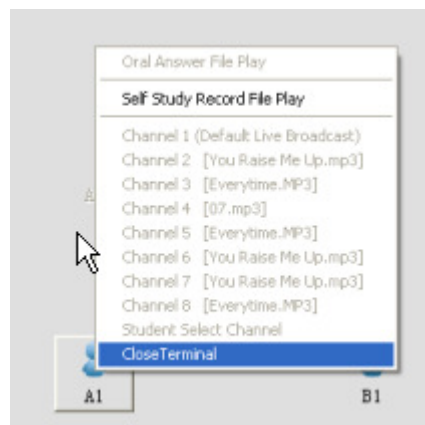 Oral Answer File Play
Self Study Record File Play
Channel 1 (Default Live Broadcast)
Channel 2 [You Raise Me Up.mp3]
Channel 3 [Everytime.MP3]
Channel 4 [07.mp3]
Channel 5 [Everytime.MP3]
Channel 6 [You Raise Me Up.mp3]
Channel 7 [You Raise Me Up.mp3]
Channel 8 [Everytime.MP3]
Student Select Channel
CloseTerminal
A1 B1